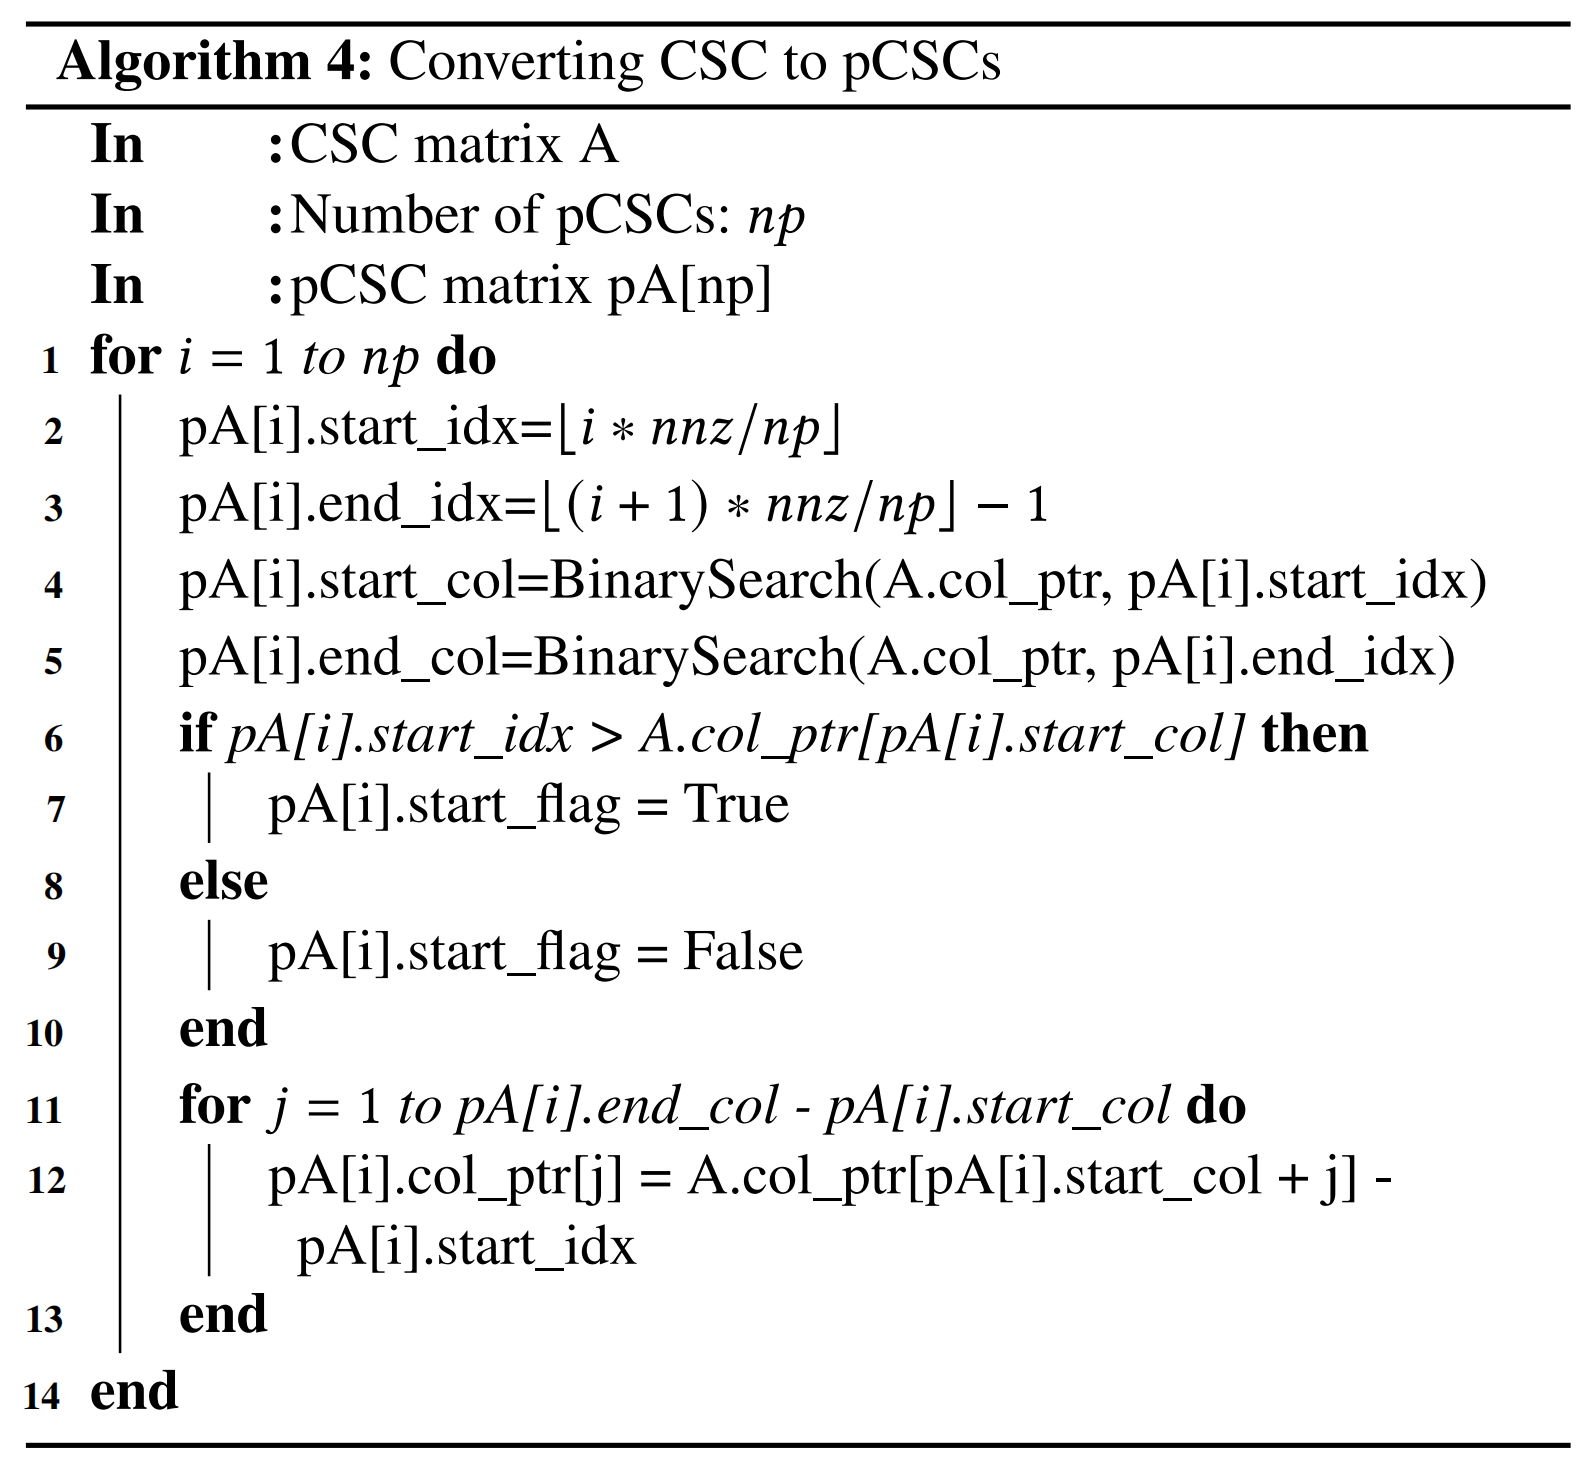 Algorithm 4: Converting CSC to pCSCs
In :CSC matrix A
In :Number of pCSCs: np
In :pCSC matrix pA[np]
1 for i = 1 to np do
2 pA[i].start_idx=⌊i ∗ nnz/np⌋
3 pA[i].end_idx=⌊(i + 1) ∗ nnz/np⌋ − 1
4 pA[i].start_col=BinarySearch(A.col_ptr, pA[i].start_idx)
5 pA[i].end_col=BinarySearch(A.col_ptr, pA[i].end_idx)
6 if pA[i].start_idx > A.col_ptr[pA[i].start_col] then
7 pA[i].start_flag = True
8 else
9 pA[i].start_flag = False
10 end
11 for j = 1 to pA[i].end_col - pA[i].start_col do
12 pA[i].col_ptr[j] = A.col_ptr[pA[i].start_col + j] -
pA[i].start_idx
13 end
14 end